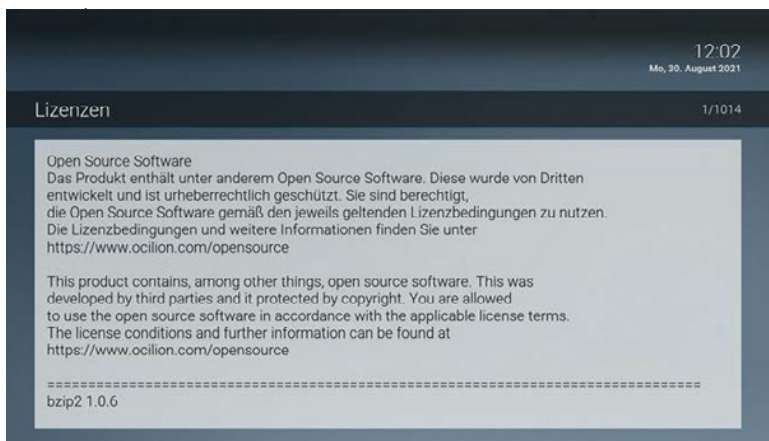 12:02
Mo, 30. August 2021
Lizenzen
1/1014
Open Source Software
Das Produkt enthält unter anderem Open Source Software. Diese wurde von Dritten
entwickelt und ist urheberrechtlich geschützt. Sie sind berechtigt,
die Open Source Software gemäß den jeweils geltenden Lizenzbedingungen zu nutzen.
Die Lizenzbedingungen und weitere Informationen finden Sie unter
https://www.ocilion.com/opensource
This product contains, among other things, open source software. This was
developed by third parties and it protected by copyright. You are allowed
to use the open source software in accordance with the applicable license terms.
The license conditions and further information can be found at
https://www.ocilion.com/opensource
================================================================================
bzip2 1.0.6